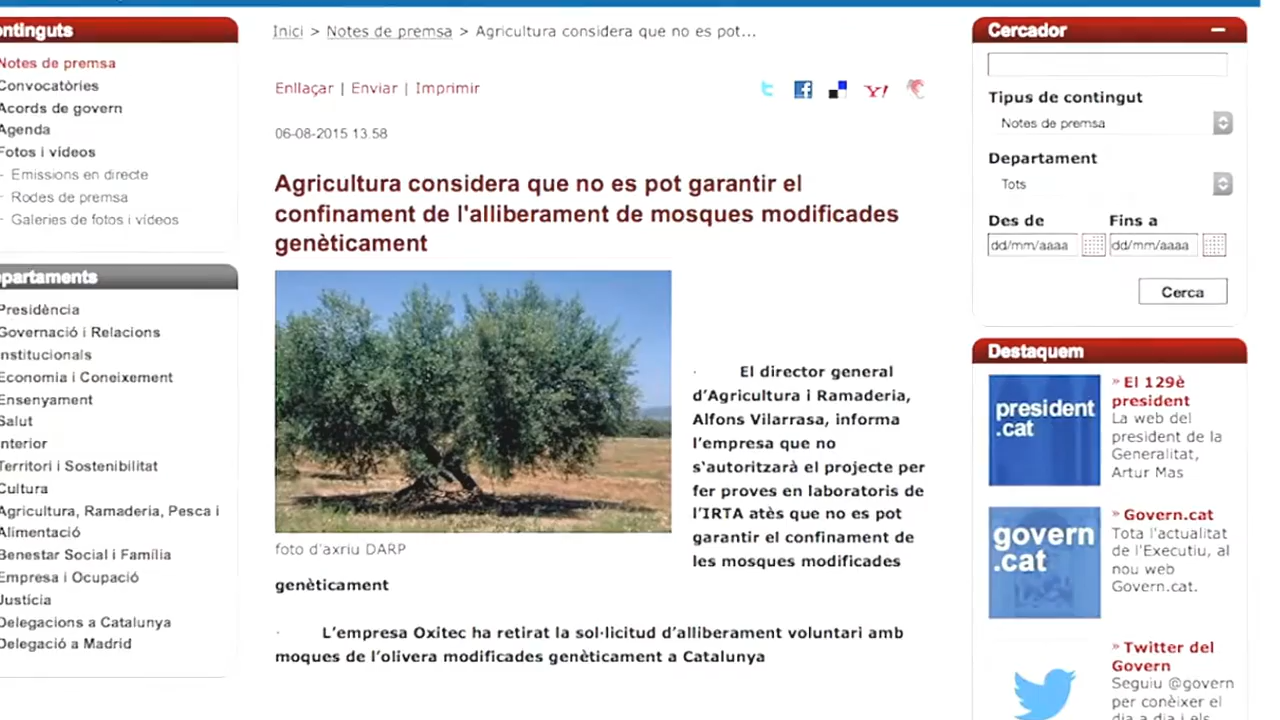 ntinguts
Notes de premsa
Convocatòries
Acords de govern
Agenda
Fotos i vídeos
- Emissions en directe
- Rodes de premsa
- Galeries de fotos i vídeos
partaments
Presidència
Governació i Relacions
nstitucionals
Economia i Coneixement
Ensenyament
Salut
nterior
Territori i Sostenibilitat
Cultura
Agricultura, Ramaderia, Pesca i
Alimentació
Benestar Social i Família
Empresa i Ocupació
Justícia
Delegacions a Catalunya
Delegació a Madrid
Inici > Notes de premsa > Agricultura considera que no es pot...
Enllaçar | Enviar | Imprimir
06-08-2015 13.58
Agricultura considera que no es pot garantir el
confinament de l'alliberament de mosques modificades
genèticament
foto d'axriu DARP
· El director general
d'Agricultura i Ramaderia,
Alfons Vilarrasa, informa
l'empresa que no
s'autoritzarà el projecte per
fer proves en laboratoris de
l'IRTA atès que no es pot
garantir el confinament de
les mosques modificades
genèticament
· L'empresa Oxitec ha retirat la sol·licitud d'alliberament voluntari amb
moques de l'olivera modificades genèticament a Catalunya
Cercador
Tipus de contingut
Notes de premsa
Departament
Tots
Des de Fins a
dd/mm/aaaa dd/mm/aaaa
Cerca
Destaquem
president
.cat
» El 129è
president
La web del
president de la
Generalitat,
Artur Mas
govern
.cat
» Govern.cat
Tota l'actualitat
de l'Executiu, al
nou web
Govern.cat.
» Twitter del
Govern
Seguiu @govern
per conèixer el
dia a dia i els